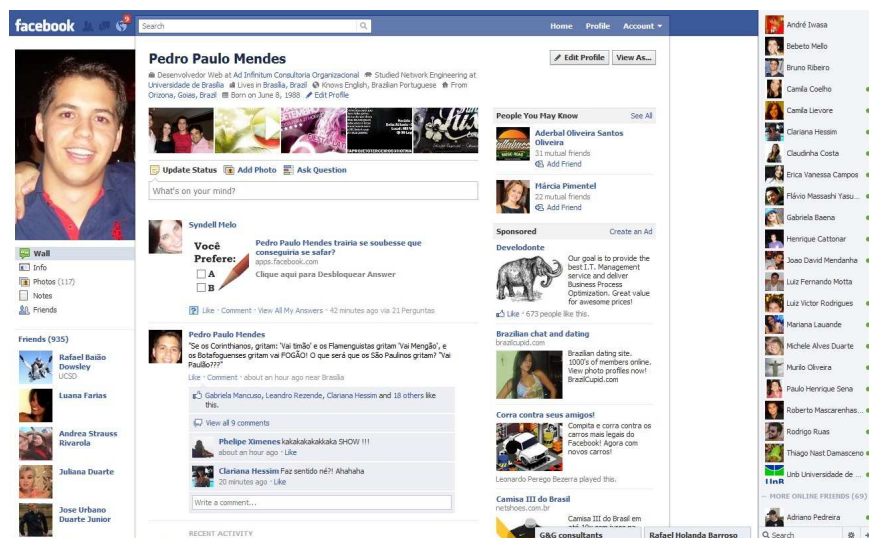 facebook
9
Search
Home Profile Account
Pedro Paulo Mendes
Edit Profile
View As...
Desenvolvedor Web at Ad Infinitum Consultoria Organizacional Studied Network Engineering at
Universidade de Brasília Lives in Brasília, Brazil Knows English, Brazilian Portuguese From
Orizona, Goias, Brazil Born on June 8, 1988 Edit Profile
Update Status Add Photo Ask Question
What's on your mind?
Syndell Melo
Você
Prefere:
A
B
Pedro Paulo Mendes trairia se soubesse que
conseguiria se safar?
apps.facebook.com
Clique aqui para Desbloquear Answer
Like · Comment · View All My Answers · 42 minutes ago via 21 Perguntas
Pedro Paulo Mendes
"Se os Corinthianos, gritam: 'Vai timão' e os Flamenguistas gritam 'Vai Mengão', e
os Botafoguenses gritam vai FOGÃO! O que será que os São Paulinos gritam? "Vai
Paulão???"
Like · Comment · about an hour ago near Brasília
Gabriela Mancuso, Leandro Rezende, Clariana Hessim and 18 others like
this.
View all 9 comments
Phelipe Ximenes kakakakakakkaka SHOW !!!
about an hour ago · Like
Clariana Hessim Faz sentido né?! Ahahaha
20 minutes ago · Like
Write a comment...
RECENT ACTIVITY
Wall
Info
Photos (117)
Notes
Friends
Friends (935)
Rafael Baião
Dowsley
UCSD
Luana Farias
Andrea Strauss
Rivarola
Juliana Duarte
Jose Urbano
Duarte Junior
People You May Know
See All
Aderbal Oliveira Santos
Oliveira
31 mutual friends
Add Friend
Márcia Pimentel
22 mutual friends
Add Friend
Sponsored
Create an Ad
Develodonte
Our goal is to provide the
best I.T. Management
service and deliver
Business Process
Optimization. Great value
for awesome prices!
Like · 673 people like this.
Brazilian chat and dating
brazilcupid.com
Brazilian dating site.
1000's of members online.
View photo profiles now!
BrazilCupid.com
Corra contra seus amigos!
Compita e corra contra os
carros mais legais do
Facebook! Agora com
novos carros!
Leonardo Perego Bezerra played this.
Camisa III do Brasil
netshoes.com.br
Camisa III do Brasil em
G&G consultants
Rafael Holanda Barroso
André Iwasa
Bebeto Mello
Bruno Ribeiro
Camila Coelho
Camila Lievore
Clariana Hessim
Claudinha Costa
Erica Vanessa Campos
Flávio Massashi Yasu...
Gabriela Baena
Henrique Cattonar
Joao David Mendanha
Luiz Fernando Motta
Luiz Victor Rodrigues
Mariana Lauande
Michele Alves Duarte
Murilo Oliveira
Paulo Henrique Sena
Roberto Mascarenhas...
Rodrigo Ruas
Thiago Nast Damasceno
Unb Universidade de ...
UnB
MORE ONLINE FRIENDS (69)
Adriano Pedreira
Search